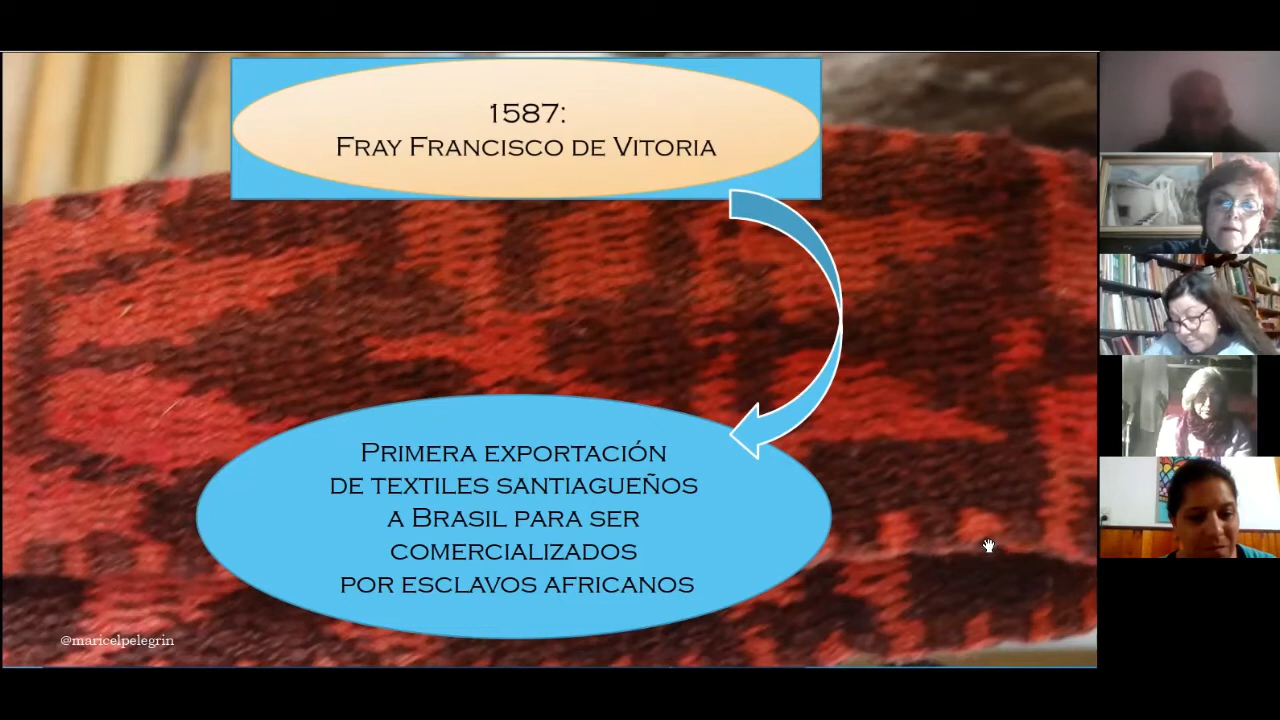 1587:
Fray Francisco de Vitoria
Primera exportación
de textiles santiagueños
a Brasil para ser
comercializados
por esclavos africanos
@maricelpelegrin